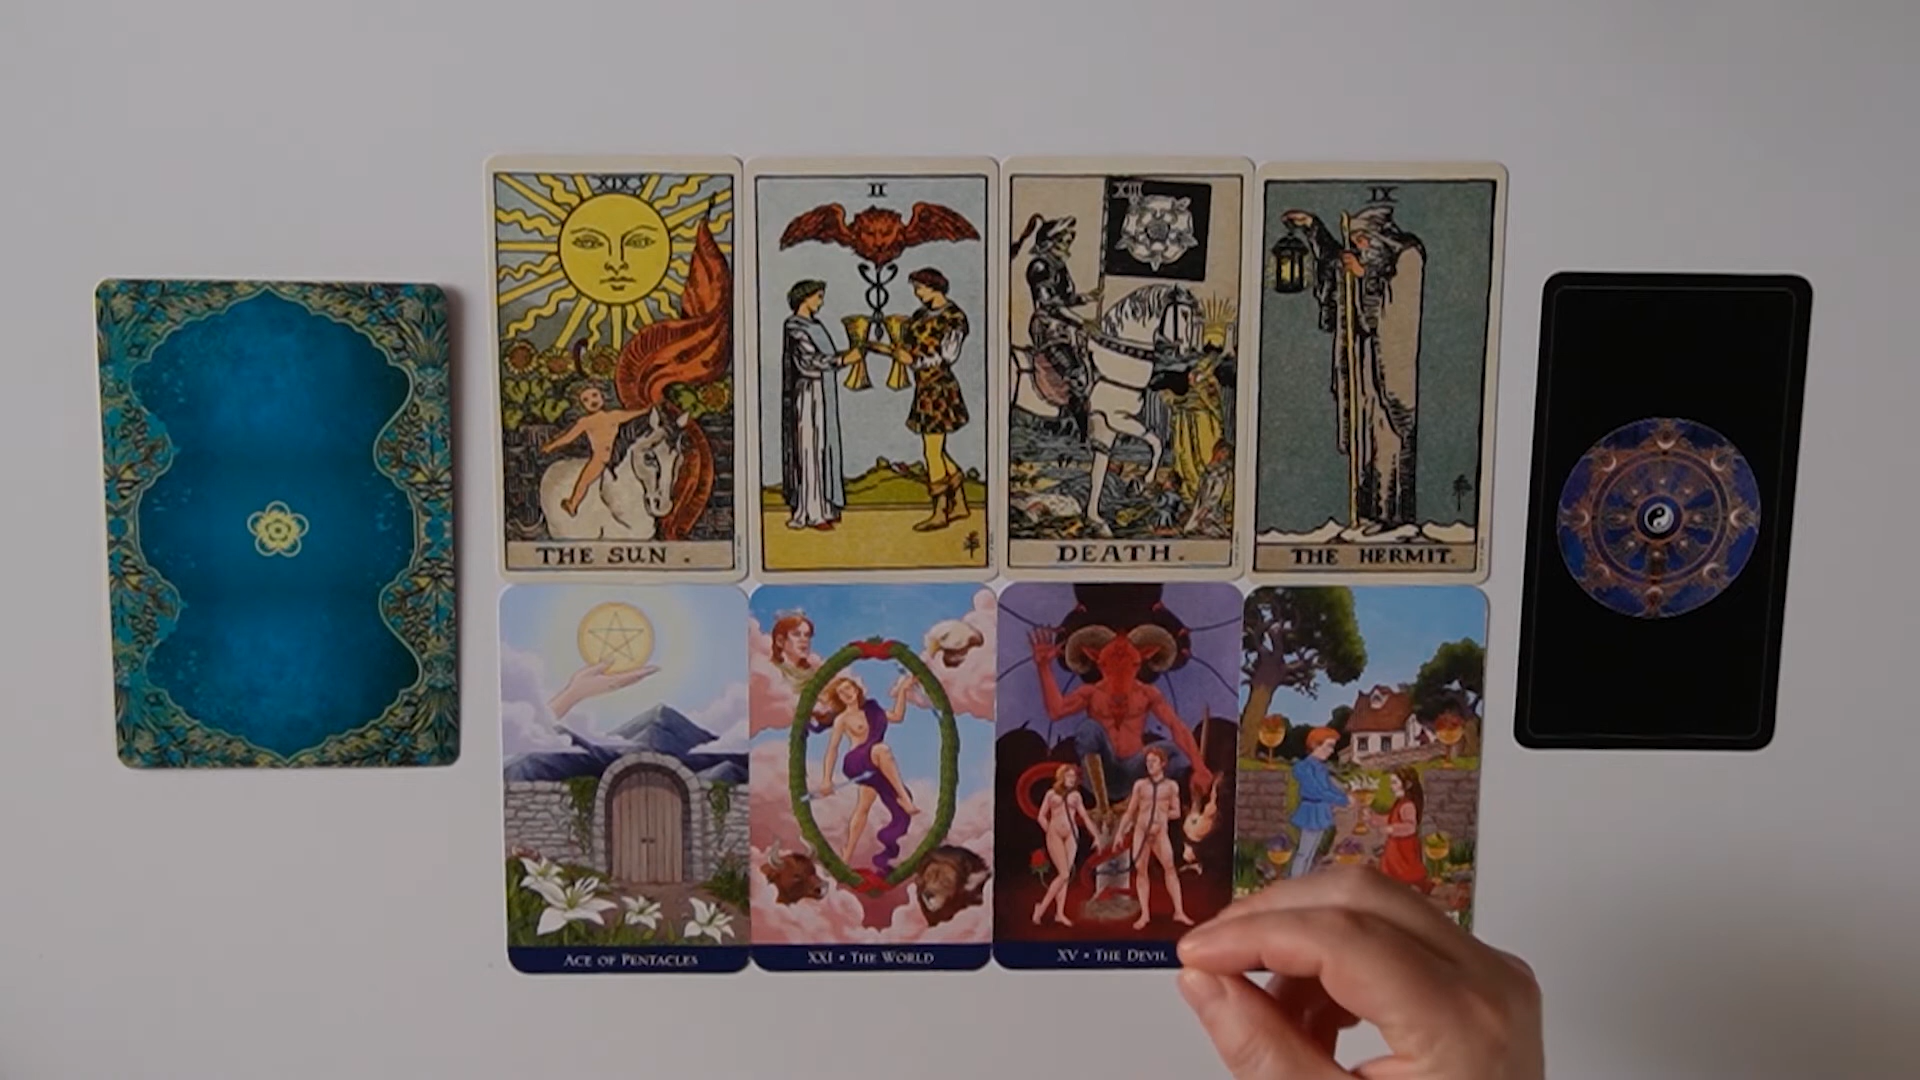 XIX
II
XIII
IX
THE SUN .
DEATH.
THE HERMIT.
ACE OF PENTACLES
XXI • THE WORLD
XV • THE DEVIL